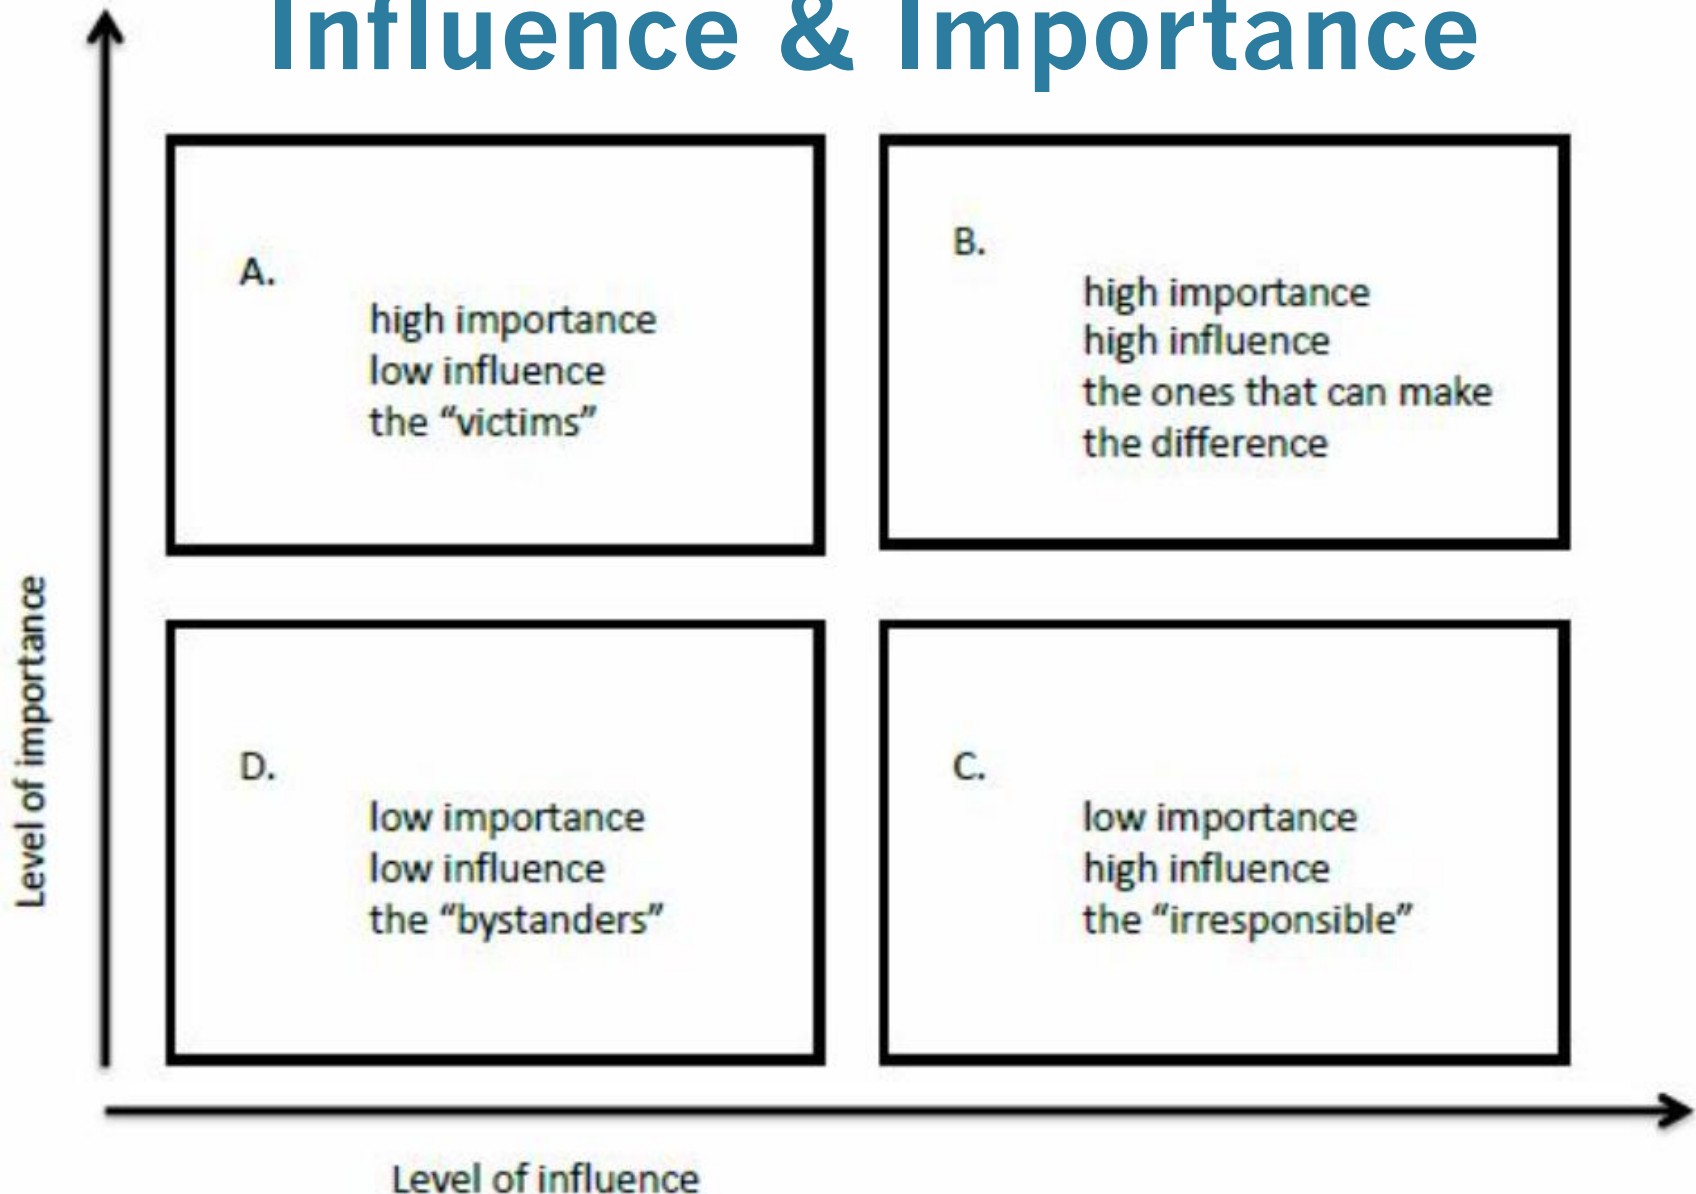 Influence & Importance
A.
high importance
low influence
the “victims”
B.
high importance
high influence
the ones that can make
the difference
D.
low importance
low influence
the “bystanders”
C.
low importance
high influence
the “irresponsible”
Level of importance
Level of influence